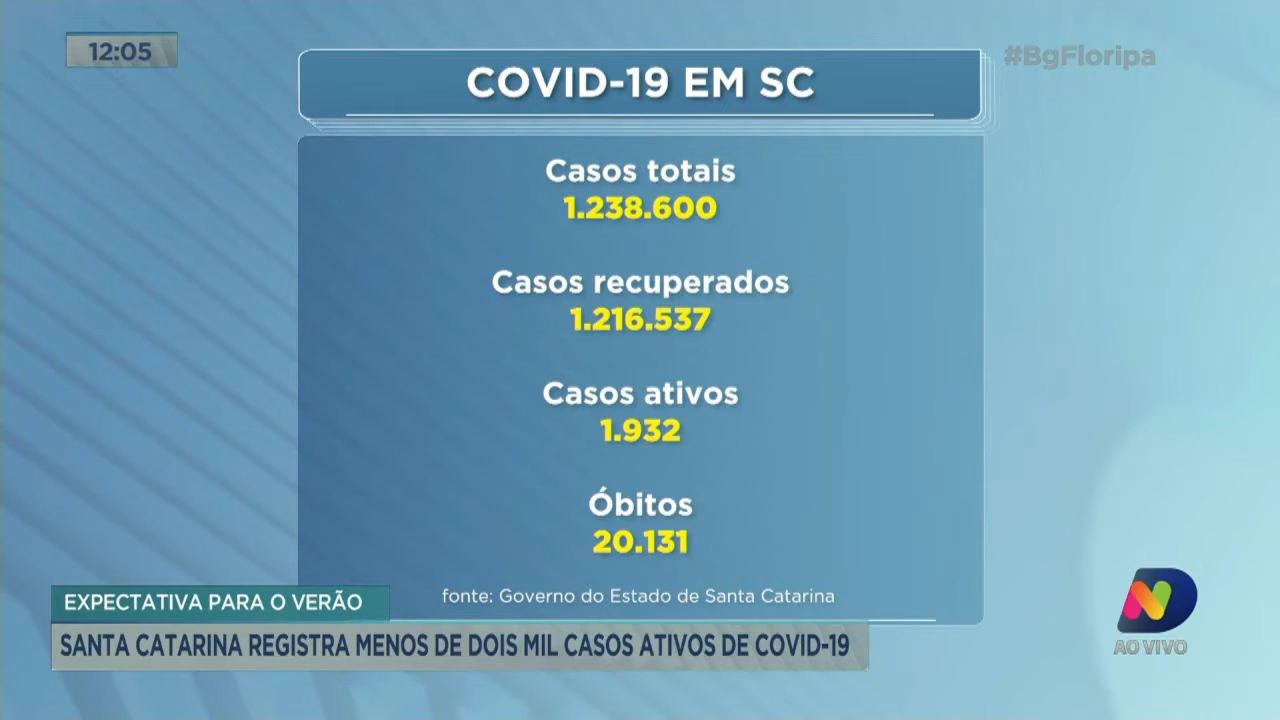 12:05
#BgFloripa
COVID-19 EM SC
Casos totais
1.238.600
Casos recuperados
1.216.537
Casos ativos
1.932
Óbitos
20.131
fonte: Governo do Estado de Santa Catarina
EXPECTATIVA PARA O VERÃO
SANTA CATARINA REGISTRA MENOS DE DOIS MIL CASOS ATIVOS DE COVID-19
AO VIVO